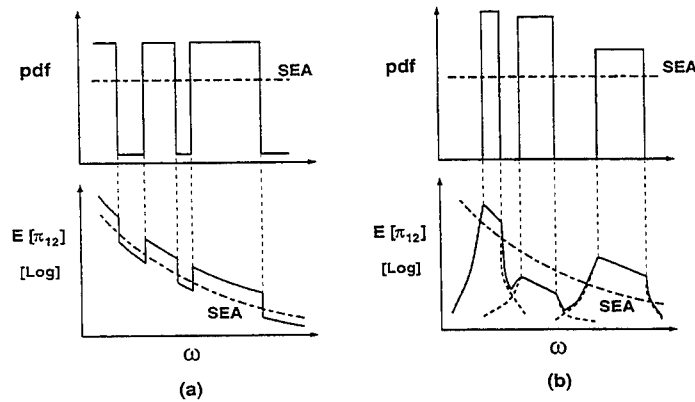 pdf
SEA
E [π₁₂]
[Log]
SEA
ω
(a)
pdf
SEA
E [π₁₂]
[Log]
SEA
ω
(b)